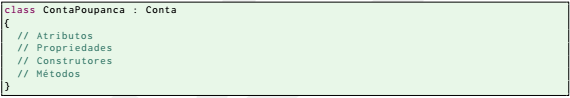 class ContaPoupanca : Conta
{
// Atributos
// Propriedades
// Construtores
// Métodos
}